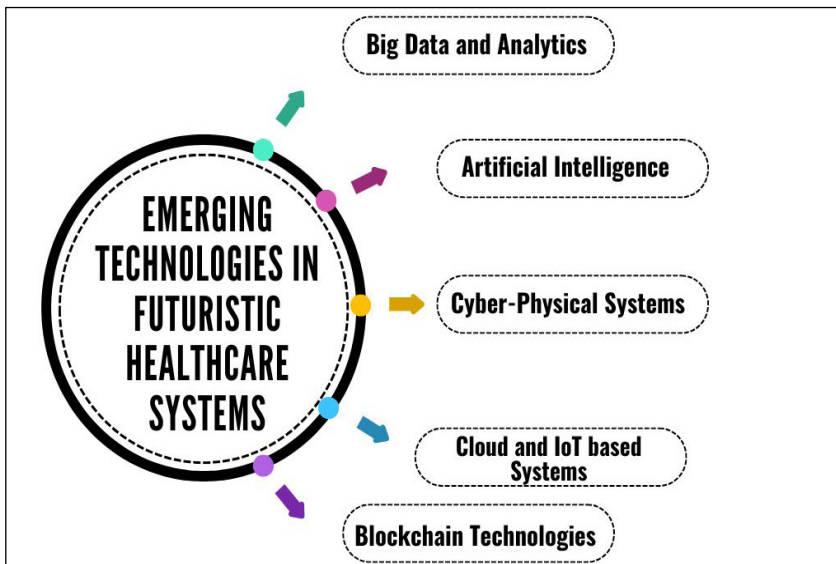 Big Data and Analytics
Artificial Intelligence
EMERGING
TECHNOLOGIES IN
FUTURISTIC
HEALTHCARE
SYSTEMS
Cyber-Physical Systems
Cloud and IoT based
Systems
Blockchain Technologies